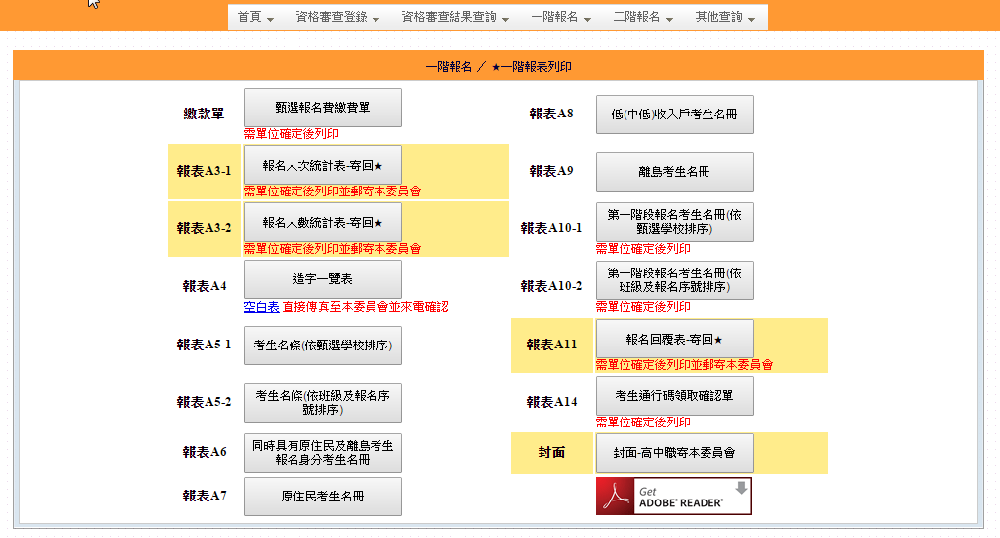 首頁 資格審查登錄 資格審查結果查詢 一階報名 二階報名 其他查詢
一階報名 ／ ★一階報表列印
繳款單 甄選報名費繳費單
需單位確定後列印
報表A3-1 報名人次統計表-寄回★
需單位確定後列印並郵寄本委員會
報表A3-2 報名人數統計表-寄回★
需單位確定後列印並郵寄本委員會
報表A4 造字一覽表
空白表 直接傳真至本委員會並來電確認
報表A5-1 考生名條(依甄選學校排序)
報表A5-2 考生名條(依班級及報名序
號排序)
報表A6 同時具有原住民及離島考生
報名身分考生名冊
報表A7 原住民考生名冊
報表A8 低(中低)收入戶考生名冊
報表A9 離島考生名冊
報表A10-1 第一階段報名考生名冊(依
甄選學校排序)
需單位確定後列印
報表A10-2 第一階段報名考生名冊(依
班級及報名序號排序)
需單位確定後列印
報表A11 報名回覆表-寄回★
需單位確定後列印並郵寄本委員會
報表A14 考生通行碼領取確認單
需單位確定後列印
封面 封面-高中職寄本委員會
Get
ADOBE® READER®